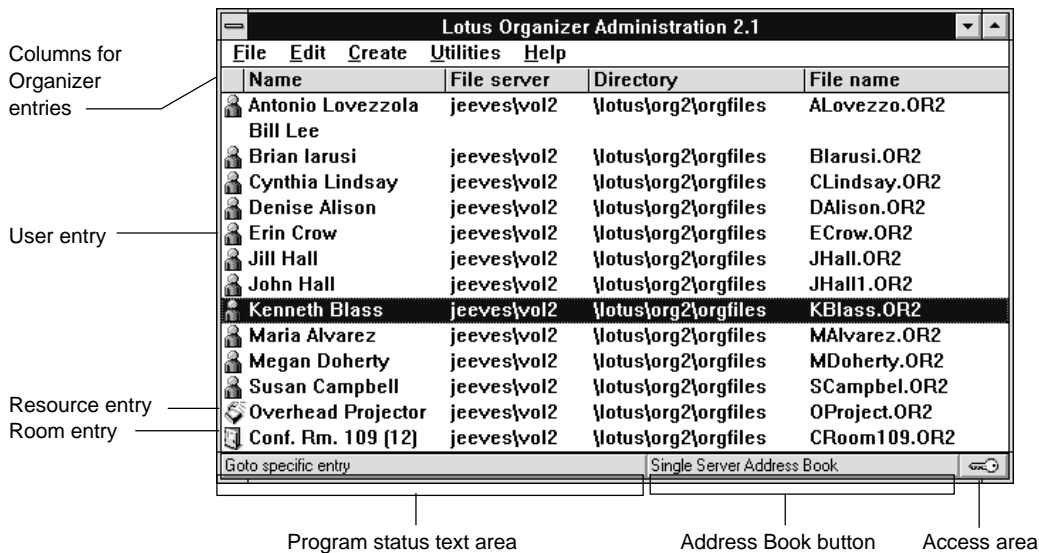 Lotus Organizer Administration 2.1
File Edit Create Utilities Help
Columns for
Organizer
entries
Name File server Directory File name
Antonio Lovezzola jeeves\vol2 \lotus\org2\orgfiles ALovezzo.OR2
Bill Lee
Brian Iarusi jeeves\vol2 \lotus\org2\orgfiles BIarusi.OR2
Cynthia Lindsay jeeves\vol2 \lotus\org2\orgfiles CLindsay.OR2
Denise Alison jeeves\vol2 \lotus\org2\orgfiles DAlison.OR2
User entry
Erin Crow jeeves\vol2 \lotus\org2\orgfiles ECrow.OR2
Jill Hall jeeves\vol2 \lotus\org2\orgfiles JHall.OR2
John Hall jeeves\vol2 \lotus\org2\orgfiles JHall1.OR2
Kenneth Blass jeeves\vol2 \lotus\org2\orgfiles KBlass.OR2
Maria Alvarez jeeves\vol2 \lotus\org2\orgfiles MAlvarez.OR2
Megan Doherty jeeves\vol2 \lotus\org2\orgfiles MDoherty.OR2
Susan Campbell jeeves\vol2 \lotus\org2\orgfiles SCampbel.OR2
Resource entry
Overhead Projector jeeves\vol2 \lotus\org2\orgfiles OProject.OR2
Room entry
Conf. Rm. 109 (12) jeeves\vol2 \lotus\org2\orgfiles CRoom109.OR2
Goto specific entry
Single Server Address Book
Program status text area
Address Book button
Access area